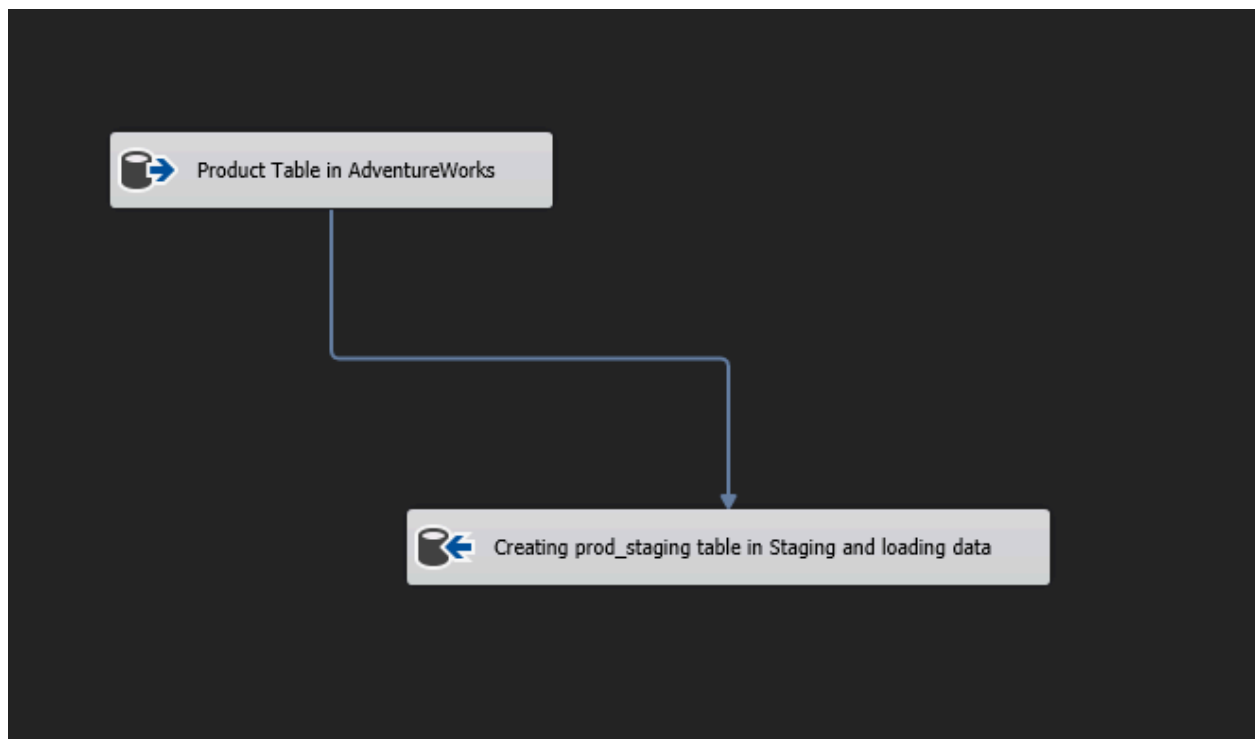 Product Table in AdventureWorks
Creating prod_staging table in Staging and loading data